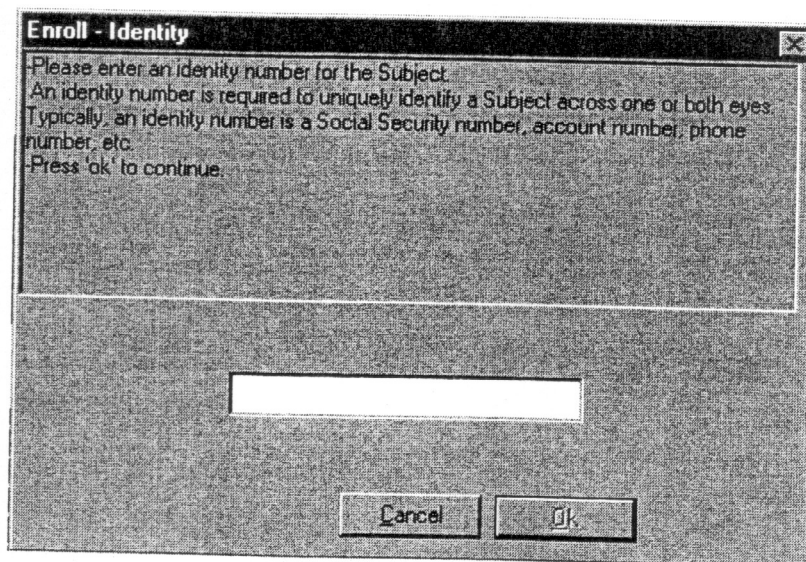 Enroll - Identity
-Please enter an identity number for the Subject.
-An identity number is required to uniquely identify a Subject across one or both eyes.
Typically, an identity number is a Social Security number, account number, phone
number, etc.
-Press 'ok' to continue.
Cancel
Ok